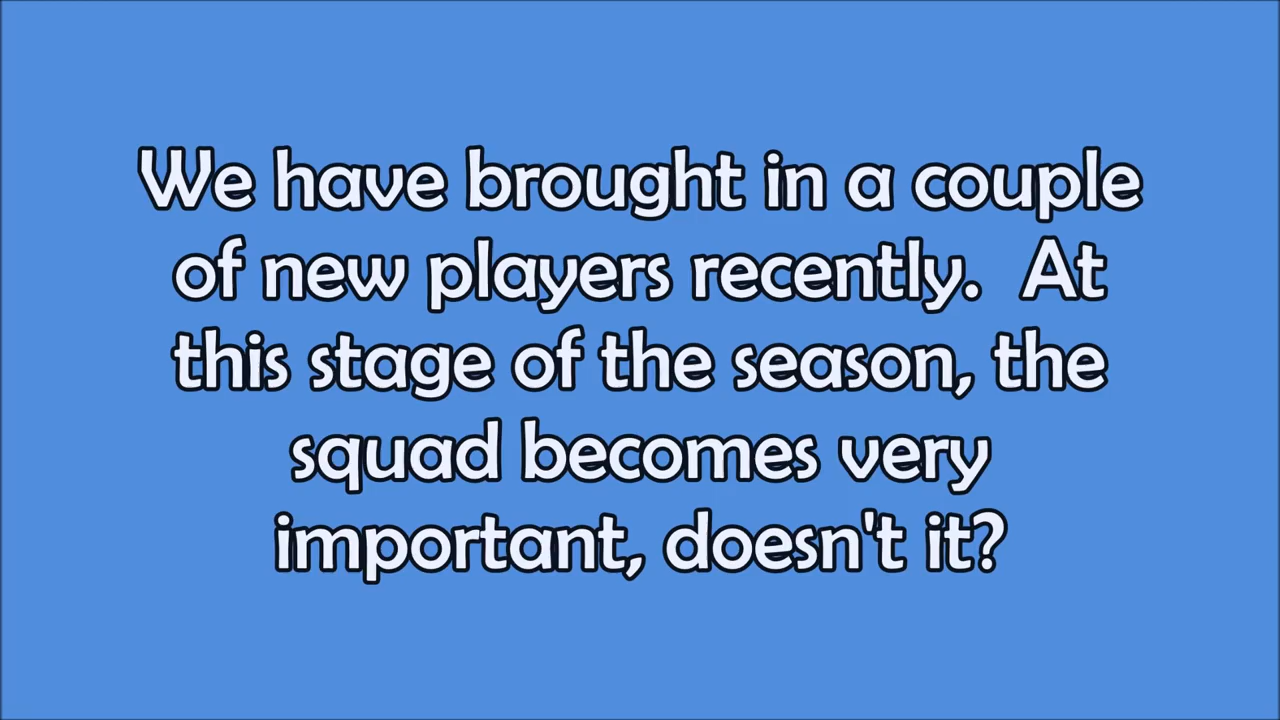 We have brought in a couple
of new players recently.  At
this stage of the season, the
squad becomes very
important, doesn't it?